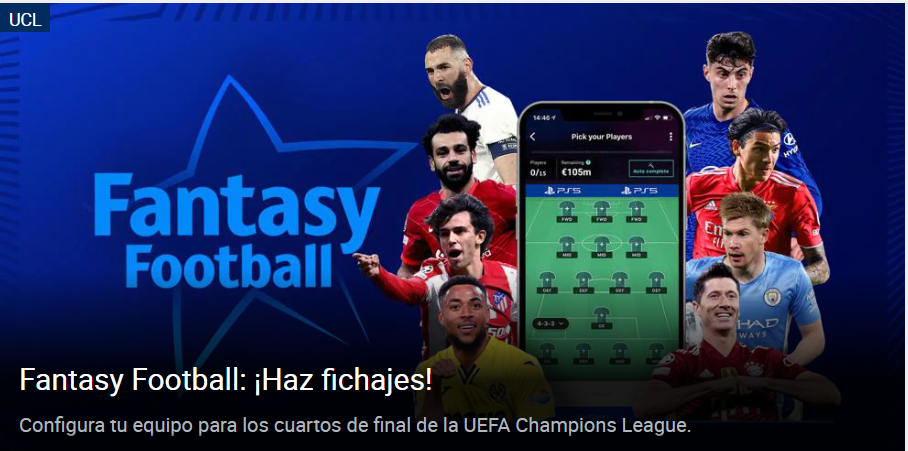 UCL
Fantasy
Football
14:46
Pick your Players
Players
0/15
Remaining
€105m
Auto complete
PS5
PS5
FWD FWD FWD
MID MID MID
DEF DEF DEF DEF
4-3-3
GK
Fantasy Football: ¡Haz fichajes!
Configura tu equipo para los cuartos de final de la UEFA Champions League.